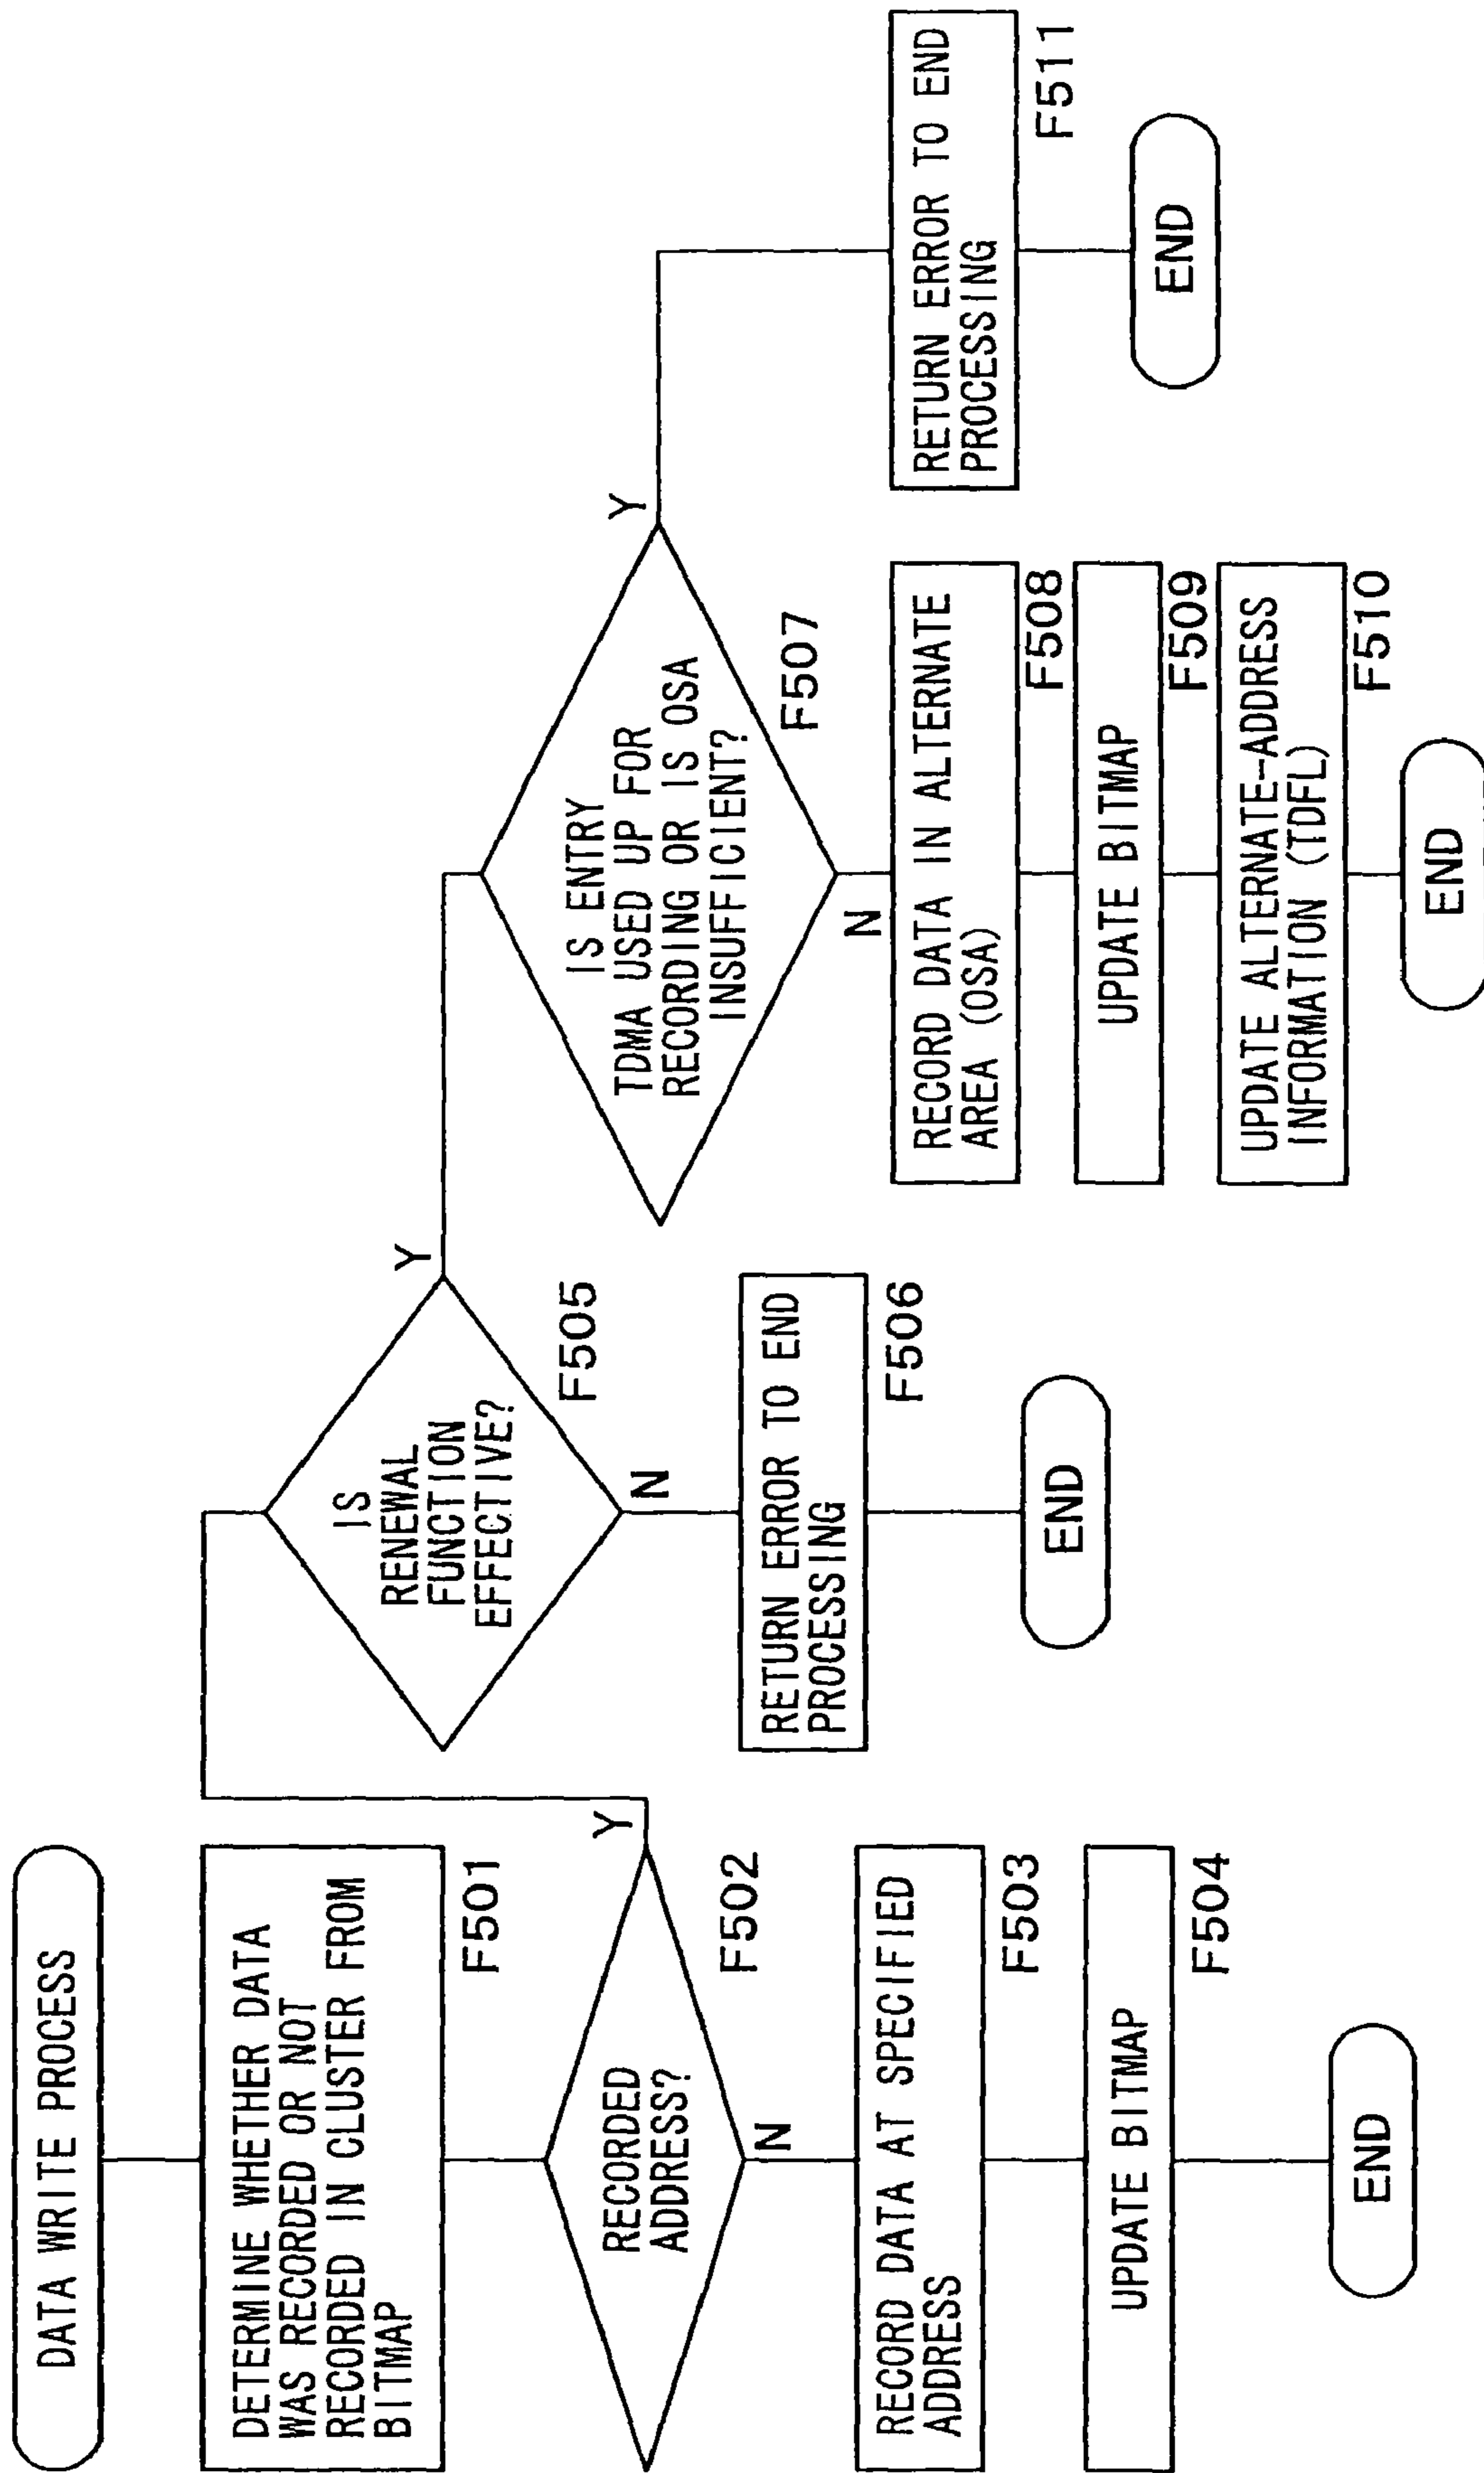 DATA WRITE PROCESS
DETERMINE WHETHER DATA
WAS RECORDED OR NOT
RECORDED IN CLUSTER FROM
BITMAP
F501
RECORDED
ADDRESS?
F502
Y
N
RECORD DATA AT SPECIFIED
ADDRESS
F503
UPDATE BITMAP
F504
END
IS
RENEWAL
FUNCTION
EFFECTIVE?
F505
Y
N
RETURN ERROR TO END
PROCESSING
F506
END
IS ENTRY
TDMA USED UP FOR
RECORDING OR IS OSA
INSUFFICIENT?
F507
Y
N
RECORD DATA IN ALTERNATE
AREA (OSA)
F508
UPDATE BITMAP
F509
UPDATE ALTERNATE-ADDRESS
INFORMATION (TDFL)
F510
END
RETURN ERROR TO END
PROCESSING
F511
END